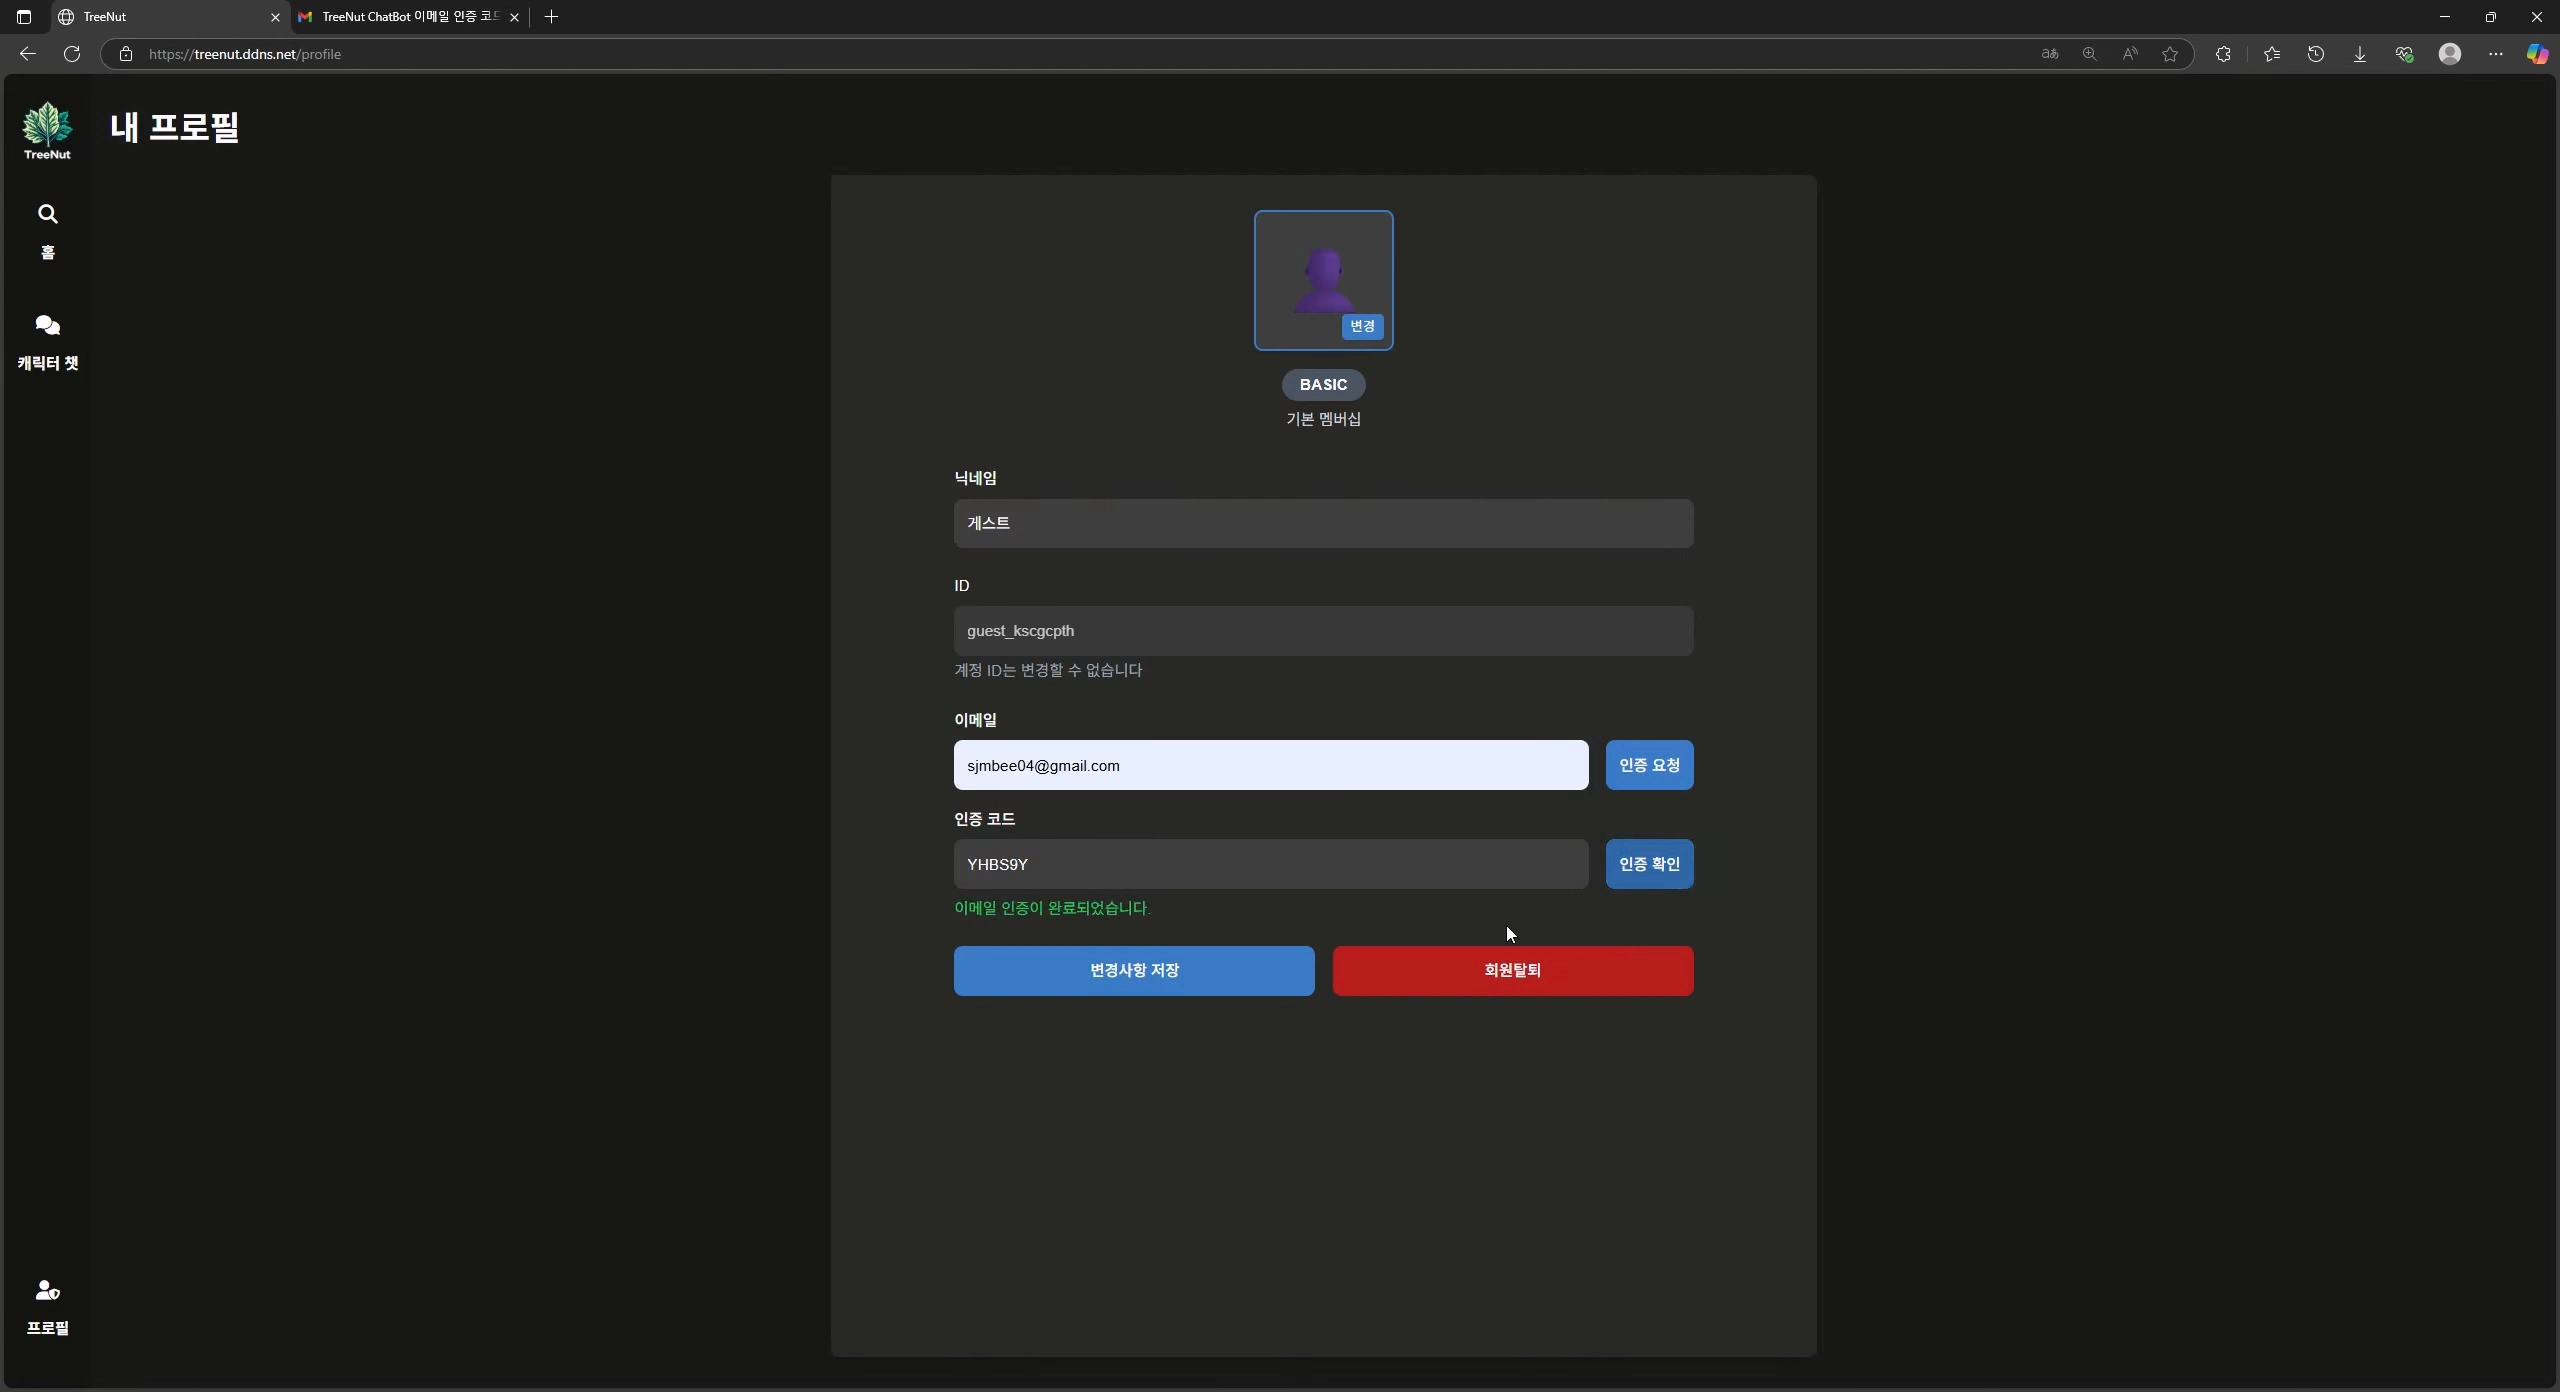 TreeNut
TreeNut ChatBot 이메일 인증 코드
https://treenut.ddns.net/profile
TreeNut
내 프로필
홈
캐릭터 챗
변경
BASIC
기본 멤버십
닉네임
게스트
ID
guest_kscgcpth
계정 ID는 변경할 수 없습니다
이메일
sjmbee04@gmail.com
인증 요청
인증 코드
YHBS9Y
인증 확인
이메일 인증이 완료되었습니다.
변경사항 저장
회원탈퇴
프로필